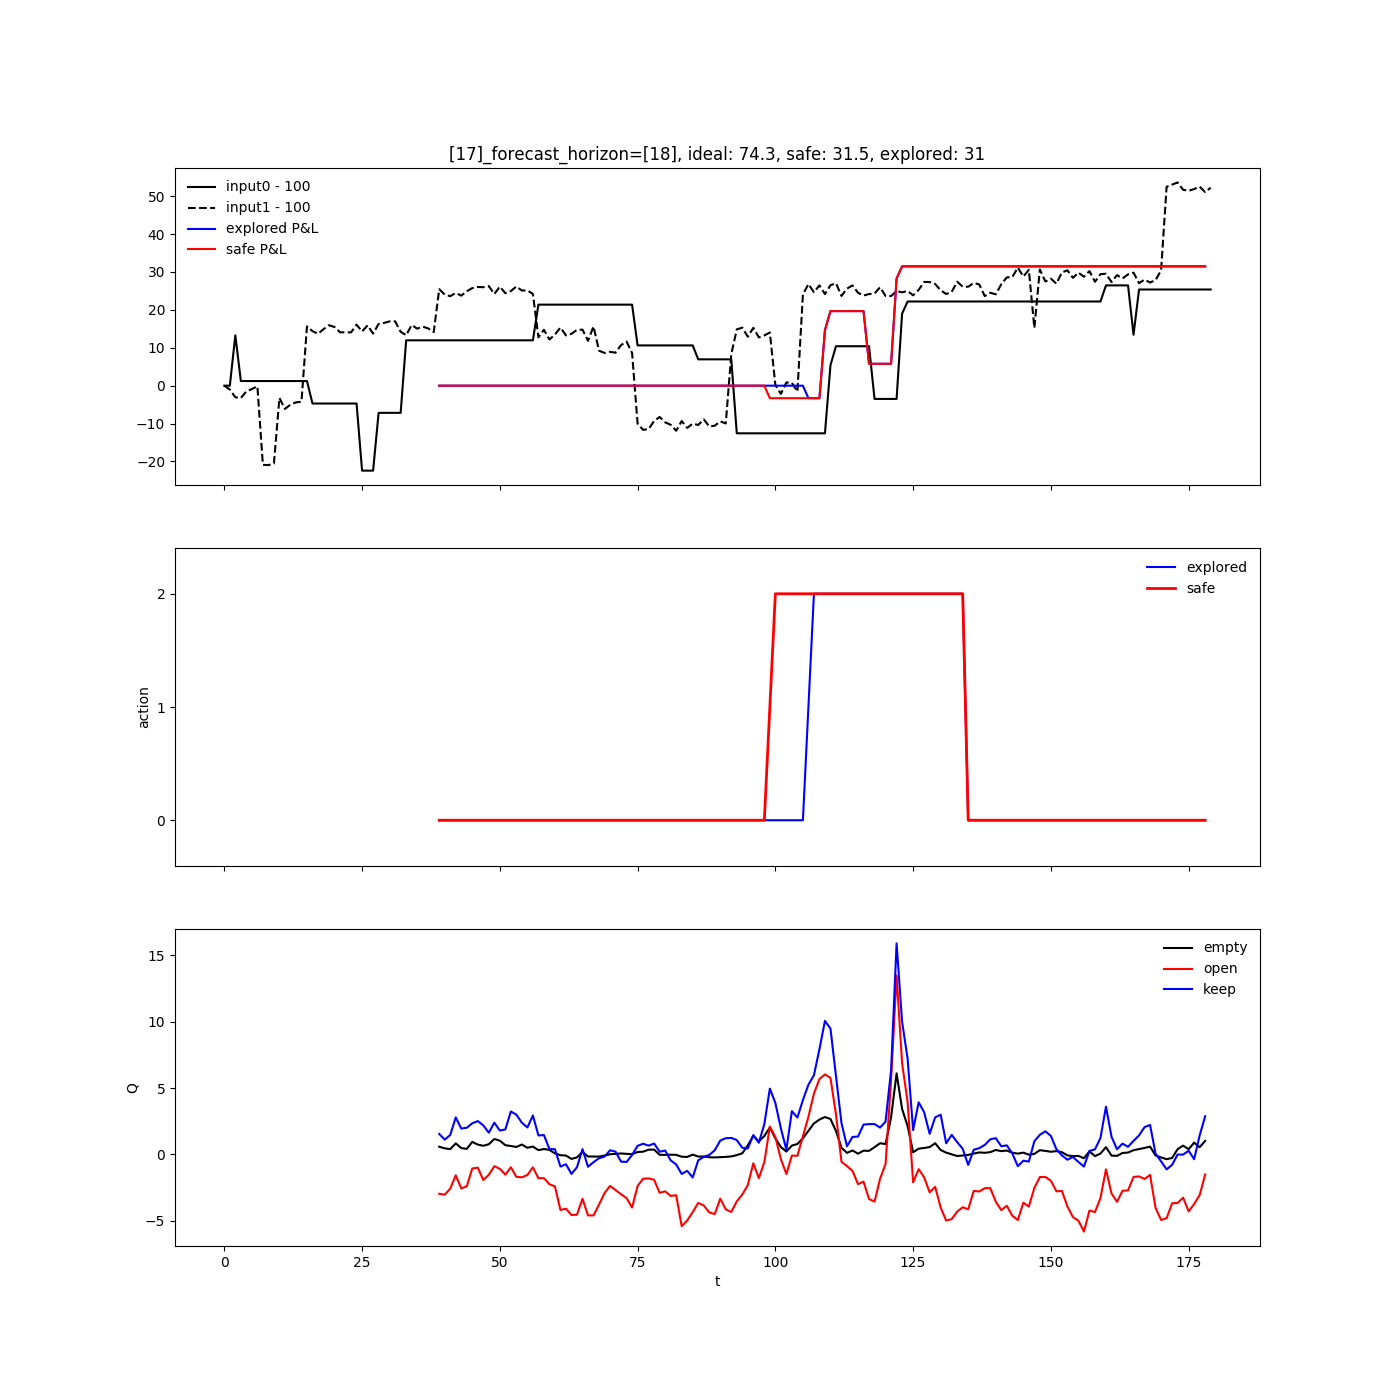 [17]_forecast_horizon=[18], ideal: 74.3, safe: 31.5, explored: 31
input0 - 100
input1 - 100
explored P&L
safe P&L
50
40
30
20
10
0
−10
−20
explored
safe
2
1
0
action
empty
open
keep
15
10
5
0
−5
Q
0 25 50 75 100 125 150 175
t